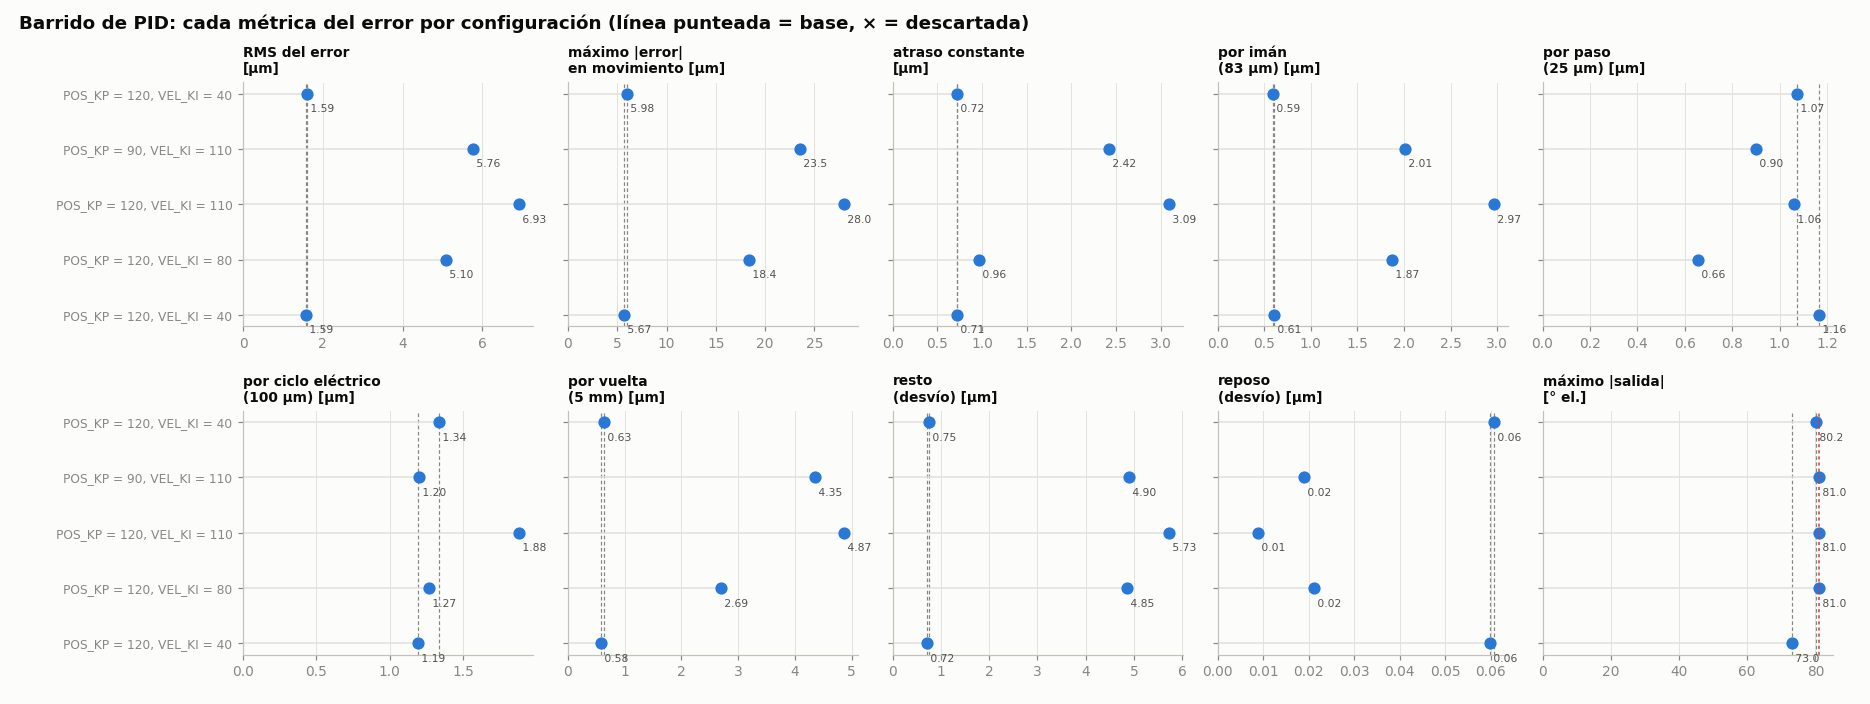 Barrido de PID: cada métrica del error por configuración (línea punteada = base, × = descartada)
RMS del error
[µm]
máximo |error|
en movimiento [µm]
atraso constante
[µm]
por imán
(83 µm) [µm]
por paso
(25 µm) [µm]
POS_KP = 120, VEL_KI = 40
1.59
5.98
0.72
0.59
1.07
POS_KP = 90, VEL_KI = 110
5.76
23.5
2.42
2.01
0.90
POS_KP = 120, VEL_KI = 110
6.93
28.0
3.09
2.97
1.06
POS_KP = 120, VEL_KI = 80
5.10
18.4
0.96
1.87
0.66
POS_KP = 120, VEL_KI = 40
1.59
5.67
0.71
0.61
1.16
0 2 4 6
0 5 10 15 20 25
0.0 0.5 1.0 1.5 2.0 2.5 3.0
0.0 0.5 1.0 1.5 2.0 2.5 3.0
0.0 0.2 0.4 0.6 0.8 1.0 1.2
por ciclo eléctrico
(100 µm) [µm]
por vuelta
(5 mm) [µm]
resto
(desvío) [µm]
reposo
(desvío) [µm]
máximo |salida|
[° el.]
POS_KP = 120, VEL_KI = 40
1.34
0.63
0.75
0.06
80.2
POS_KP = 90, VEL_KI = 110
1.20
4.35
4.90
0.02
81.0
POS_KP = 120, VEL_KI = 110
1.88
4.87
5.73
0.01
81.0
POS_KP = 120, VEL_KI = 80
1.27
2.69
4.85
0.02
81.0
POS_KP = 120, VEL_KI = 40
1.19
0.58
0.72
0.06
73.0
0.0 0.5 1.0 1.5
0 1 2 3 4 5
0 1 2 3 4 5 6
0.00 0.01 0.02 0.03 0.04 0.05 0.06
0 20 40 60 80